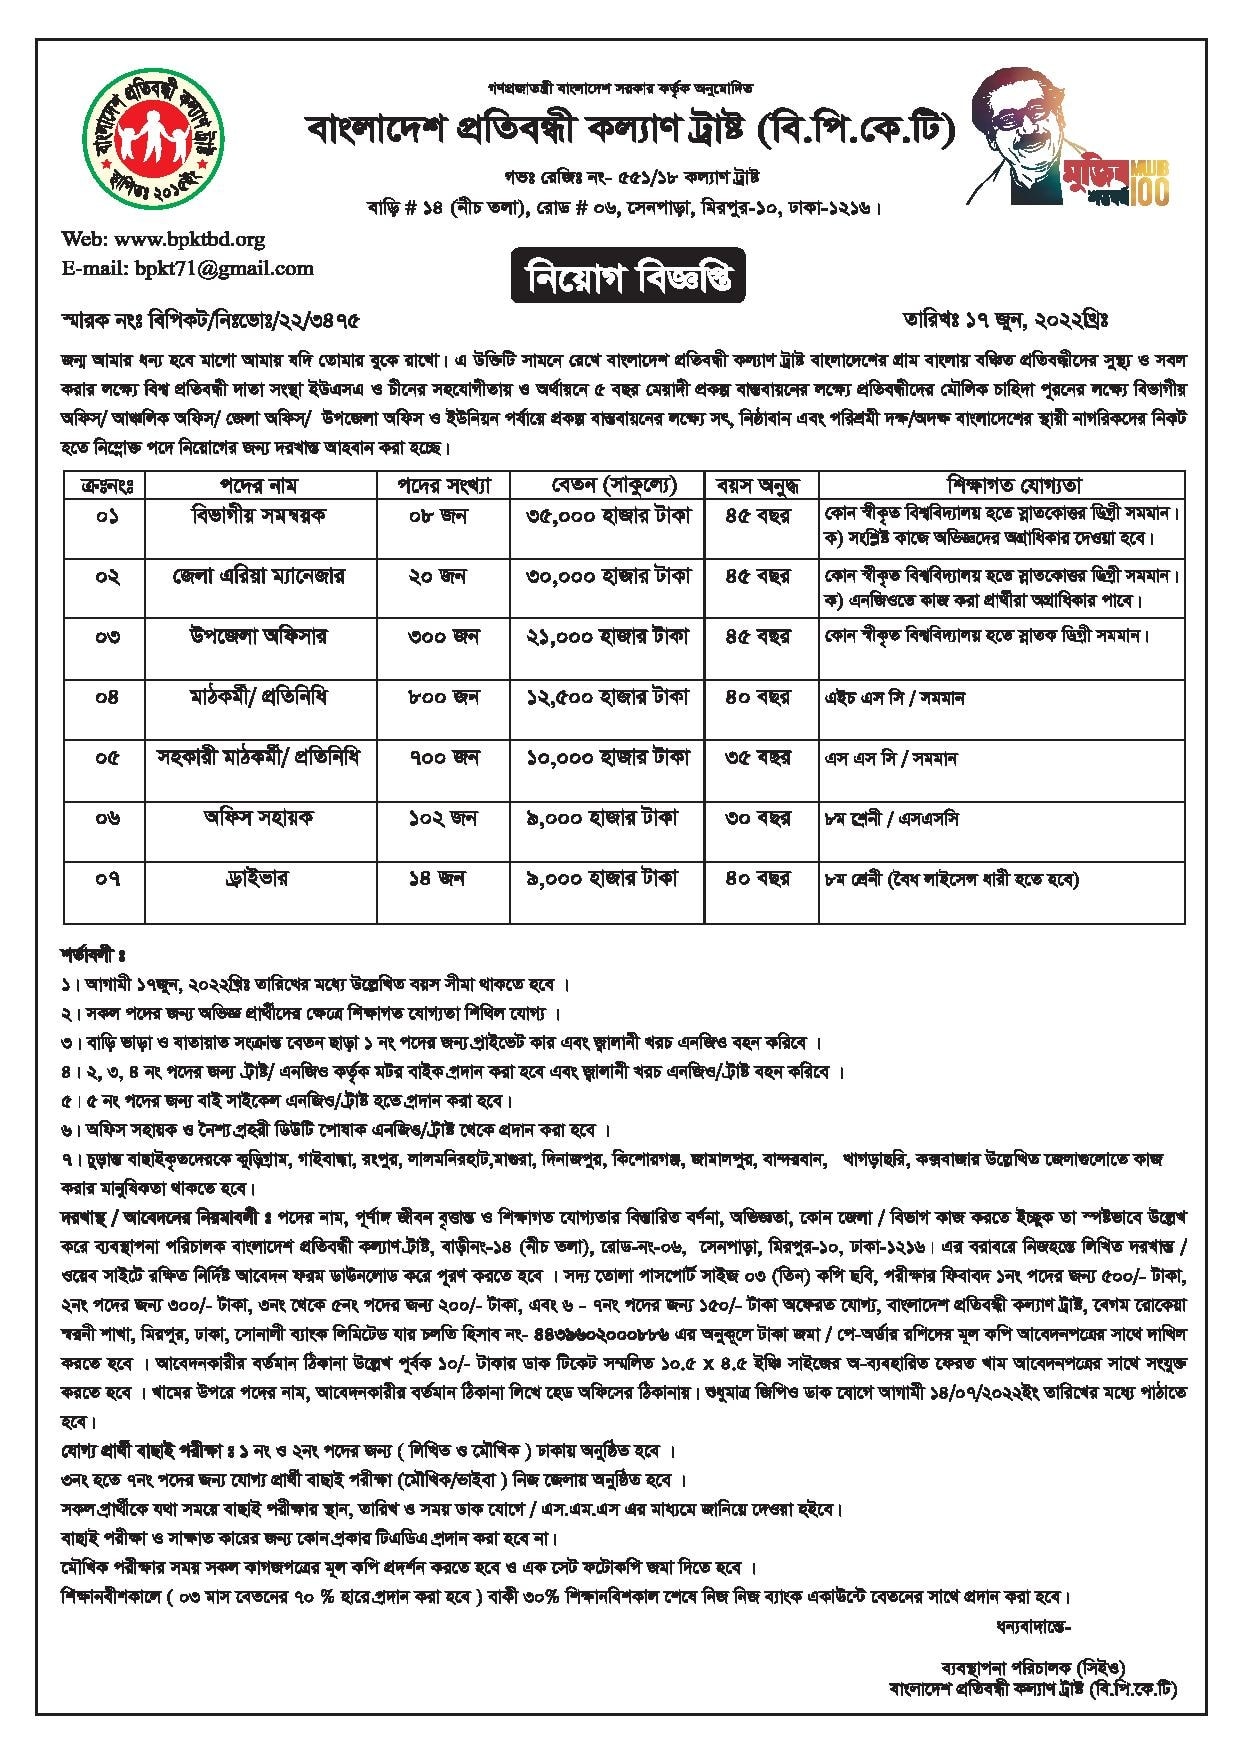 বাংলাদেশ প্রতিবন্ধী কল্যাণ ট্রাষ্ট
স্থাপিতঃ ২০১৫ইং
গণপ্রজাতন্ত্রী বাংলাদেশ সরকার কর্তৃক অনুমোদিত
বাংলাদেশ প্রতিবন্ধী কল্যাণ ট্রাষ্ট (বি.পি.কে.টি)
গভঃ রেজিঃ নং- ৫৫১/১৮ কল্যাণ ট্রাষ্ট
বাড়ি # ১৪ (নীচ তলা), রোড # ০৬, সেনপাড়া, মিরপুর-১০, ঢাকা-১২১৬।
মুজিব শতবর্ষ MUJIB 100
Web: www.bpktbd.org
E-mail: bpkt71@gmail.com
নিয়োগ বিজ্ঞপ্তি
স্মারক নংঃ বিপিকট/নিঃভোঃ/২২/৩৪৭৫
তারিখঃ ১৭ জুন, ২০২২খ্রিঃ
জন্ম আমার ধন্য হবে মাগো আমায় যদি তোমার বুকে রাখো। এ উক্তিটি সামনে রেখে বাংলাদেশ প্রতিবন্ধী কল্যাণ ট্রাষ্ট বাংলাদেশের গ্রাম বাংলায় বঞ্চিত প্রতিবন্ধীদের সুস্থ্য ও সবল
করার লক্ষ্যে বিশ্ব প্রতিবন্ধী দাতা সংস্থা ইউএসএ ও চীনের সহযোগীতায় ও অর্থায়নে ৫ বছর মেয়াদী প্রকল্প বাস্তবায়নের লক্ষ্যে প্রতিবন্ধীদের মৌলিক চাহিদা পূরনের লক্ষ্যে বিভাগীয়
অফিস/ আঞ্চলিক অফিস/ জেলা অফিস/ উপজেলা অফিস ও ইউনিয়ন পর্যায়ে প্রকল্প বাস্তবায়নের লক্ষ্যে সৎ, নিষ্ঠাবান এবং পরিশ্রমী দক্ষ/অদক্ষ বাংলাদেশের স্থায়ী নাগরিকদের নিকট
হতে নিম্নোক্ত পদে নিয়োগের জন্য দরখাস্ত আহবান করা হচ্ছে।
ক্রঃনংঃ পদের নাম পদের সংখ্যা বেতন (সাকুল্যে) বয়স অনুর্দ্ধ শিক্ষাগত যোগ্যতা
০১ বিভাগীয় সমন্বয়ক ০৮ জন ৩৫,০০০ হাজার টাকা ৪৫ বছর কোন স্বীকৃত বিশ্ববিদ্যালয় হতে স্নাতকোত্তর ডিগ্রী সমমান।
ক) সংশ্লিষ্ট কাজে অভিজ্ঞদের অগ্রাধিকার দেওয়া হবে।
০২ জেলা এরিয়া ম্যানেজার ২০ জন ৩০,০০০ হাজার টাকা ৪৫ বছর কোন স্বীকৃত বিশ্ববিদ্যালয় হতে স্নাতকোত্তর ডিগ্রী সমমান।
ক) এনজিওতে কাজ করা প্রার্থীরা অগ্রাধিকার পাবে।
০৩ উপজেলা অফিসার ৩০০ জন ২১,০০০ হাজার টাকা ৪৫ বছর কোন স্বীকৃত বিশ্ববিদ্যালয় হতে স্নাতক ডিগ্রী সমমান।
০৪ মাঠকর্মী/ প্রতিনিধি ৮০০ জন ১২,৫০০ হাজার টাকা ৪০ বছর এইচ এস সি / সমমান
০৫ সহকারী মাঠকর্মী/ প্রতিনিধি ৭০০ জন ১০,০০০ হাজার টাকা ৩৫ বছর এস এস সি / সমমান
০৬ অফিস সহায়ক ১০২ জন ৯,০০০ হাজার টাকা ৩০ বছর ৮ম শ্রেনী / এসএসসি
০৭ ড্রাইভার ১৪ জন ৯,০০০ হাজার টাকা ৪০ বছর ৮ম শ্রেনী (বৈধ লাইসেন্স ধারী হতে হবে)
শর্তাবলী ঃ
১। আগামী ১৭জুন, ২০২২খ্রিঃ তারিখের মধ্যে উল্লেখিত বয়স সীমা থাকতে হবে ।
২। সকল পদের জন্য অভিজ্ঞ প্রার্থীদের ক্ষেত্রে শিক্ষাগত যোগ্যতা শিথিল যোগ্য ।
৩। বাড়ি ভাড়া ও যাতায়াত সংক্রান্ত বেতন ছাড়া ১ নং পদের জন্য প্রাইভেট কার এবং জ্বালানী খরচ এনজিও বহন করিবে ।
৪। ২, ৩, ৪ নং পদের জন্য ট্রাষ্ট/ এনজিও কর্তৃক মটর বাইক প্রদান করা হবে এবং জ্বালানী খরচ এনজিও/ট্রাষ্ট বহন করিবে ।
৫। ৫ নং পদের জন্য বাই সাইকেল এনজিও/ট্রাষ্ট হতে প্রদান করা হবে।
৬। অফিস সহায়ক ও নৈশ্য প্রহরী ডিউটি পোষাক এনজিও/ট্রাষ্ট থেকে প্রদান করা হবে ।
৭। চুড়ান্ত বাছাইকৃতদেরকে কুড়িগ্রাম, গাইবান্ধা, রংপুর, লালমনিরহাট,মাগুরা, দিনাজপুর, কিশোরগঞ্জ, জামালপুর, বান্দরবান, খাগড়াছরি, কক্সবাজার উল্লেখিত জেলাগুলোতে কাজ
করার মানুষিকতা থাকতে হবে।
দরখাস্থ / আবেদনের নিয়মাবলী ঃ পদের নাম, পূর্ণাঙ্গ জীবন বৃত্তান্ত ও শিক্ষাগত যোগ্যতার বিস্তারিত বর্ণনা, অভিজ্ঞতা, কোন জেলা / বিভাগ কাজ করতে ইচ্ছুক তা স্পষ্টভাবে উল্লেখ
করে ব্যবস্থাপনা পরিচালক বাংলাদেশ প্রতিবন্ধী কল্যাণ ট্রাষ্ট, বাড়ীনং-১৪ (নীচ তলা), রোড-নং-০৬, সেনপাড়া, মিরপুর-১০, ঢাকা-১২১৬। এর বরাবরে নিজহস্তে লিখিত দরখাস্ত /
ওয়েব সাইটে রক্ষিত নির্দিষ্ট আবেদন ফরম ডাউনলোড করে পূরণ করতে হবে । সদ্য তোলা পাসপোর্ট সাইজ ০৩ (তিন) কপি ছবি, পরীক্ষার ফিবাবদ ১নং পদের জন্য ৫০০/- টাকা,
২নং পদের জন্য ৩০০/- টাকা, ৩নং থেকে ৫নং পদের জন্য ২০০/- টাকা, এবং ৬ - ৭নং পদের জন্য ১৫০/- টাকা অফেরত যোগ্য, বাংলাদেশ প্রতিবন্ধী কল্যাণ ট্রাষ্ট, বেগম রোকেয়া
স্বরনী শাখা, মিরপুর, ঢাকা, সোনালী ব্যাংক লিমিটেড যার চলতি হিসাব নং- ৪৪৩৯৬০২০০০৮৮৬ এর অনুকূলে টাকা জমা / পে-অর্ডার রশিদের মূল কপি আবেদনপত্রের সাথে দাখিল
করতে হবে । আবেদনকারীর বর্তমান ঠিকানা উল্লেখ পূর্বক ১০/- টাকার ডাক টিকেট সম্মলিত ১০.৫ x ৪.৫ ইঞ্চি সাইজের অ-ব্যবহারিত ফেরত খাম আবেদনপত্রের সাথে সংযুক্ত
করতে হবে । খামের উপরে পদের নাম, আবেদনকারীর বর্তমান ঠিকানা লিখে হেড অফিসের ঠিকানায়। শুধুমাত্র জিপিও ডাক যোগে আগামী ১৪/০৭/২০২২ইং তারিখের মধ্যে পাঠাতে
হবে।
যোগ্য প্রার্থী বাছাই পরীক্ষা ঃ ১ নং ও ২নং পদের জন্য ( লিখিত ও মৌখিক ) ঢাকায় অনুষ্ঠিত হবে ।
৩নং হতে ৭নং পদের জন্য যোগ্য প্রার্থী বাছাই পরীক্ষা (মৌখিক/ভাইবা ) নিজ জেলায় অনুষ্ঠিত হবে ।
সকল প্রার্থীকে যথা সময়ে বাছাই পরীক্ষার স্থান, তারিখ ও সময় ডাক যোগে / এস.এম.এস এর মাধ্যমে জানিয়ে দেওয়া হইবে।
বাছাই পরীক্ষা ও সাক্ষাত কারের জন্য কোন প্রকার টিএডিএ প্রদান করা হবে না।
মৌখিক পরীক্ষার সময় সকল কাগজপত্রের মূল কপি প্রদর্শন করতে হবে ও এক সেট ফটোকপি জমা দিতে হবে ।
শিক্ষানবীশকালে ( ০৩ মাস বেতনের ৭০ % হারে প্রদান করা হবে ) বাকী ৩০% শিক্ষানবিশকাল শেষে নিজ নিজ ব্যাংক একাউন্টে বেতনের সাথে প্রদান করা হবে।
ধন্যবাদান্তে-
ব্যবস্থাপনা পরিচালক (সিইও)
বাংলাদেশ প্রতিবন্ধী কল্যাণ ট্রাষ্ট (বি.পি.কে.টি)